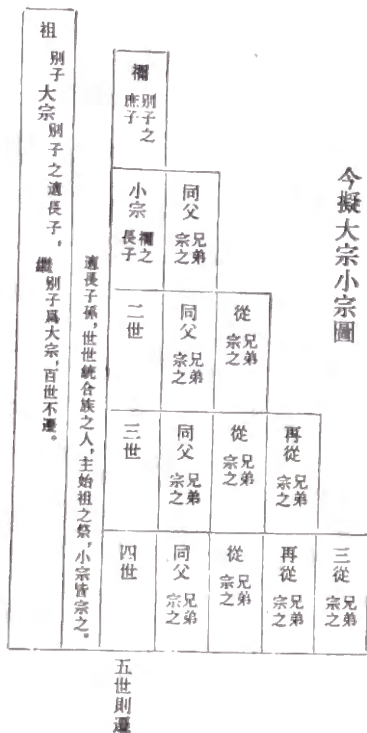 今擬大宗小宗圖
三從 兄弟宗之
再從 兄弟宗之 再從 兄弟宗之
從 兄弟宗之 從 兄弟宗之 從 兄弟宗之
同父 兄弟宗之 同父 兄弟宗之 同父 兄弟宗之 同父 兄弟宗之
禰 別子之庶子 小宗 禰之長子 二世 三世 四世 五世則遷
適長子孫，世世統合族之人，主始祖之祭，小宗皆宗之。
祖 別子 大宗 別子之適長子，繼別子爲大宗，百世不遷。